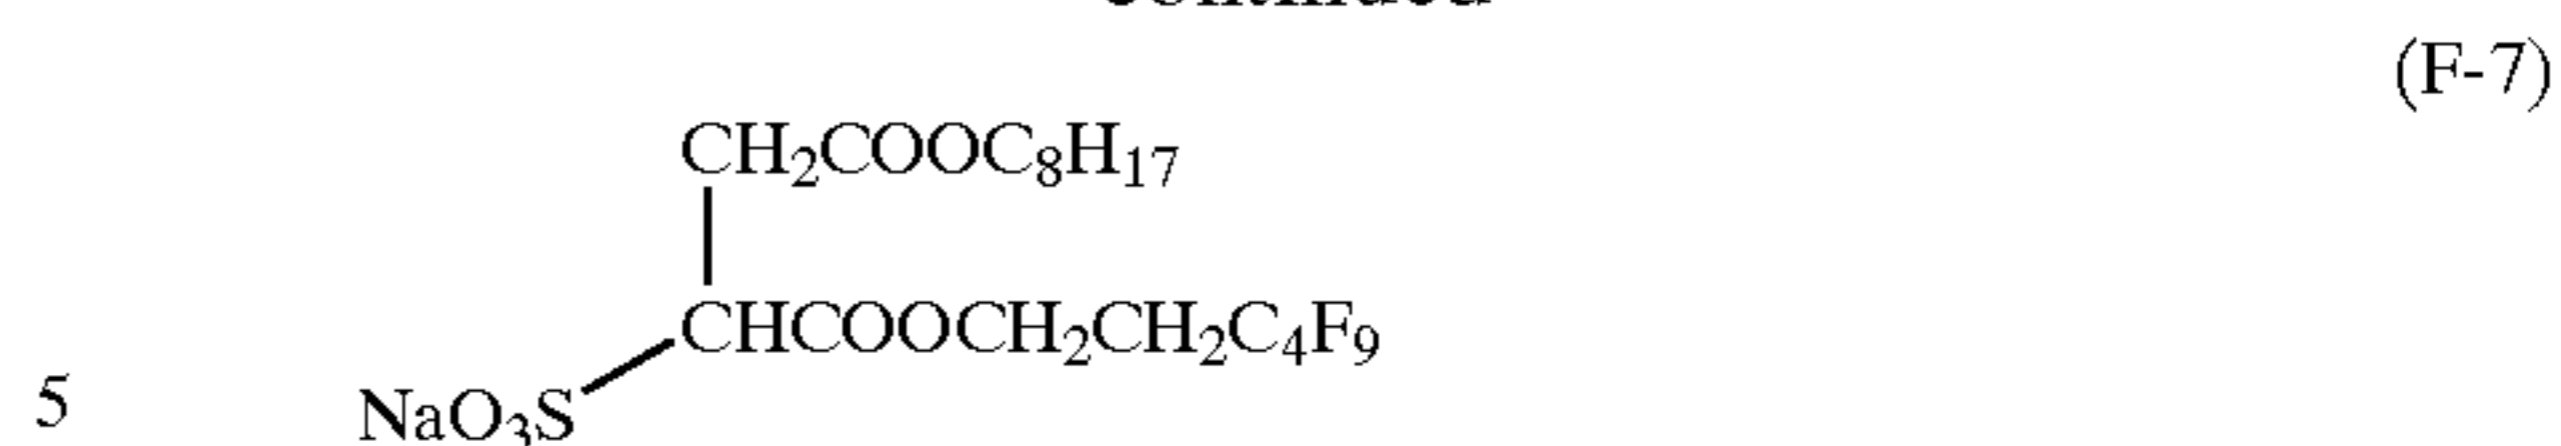 (F-7)
CH₂COOC₈H₁₇
CHCOOCH₂CH₂C₄F₉
5
NaO₃S